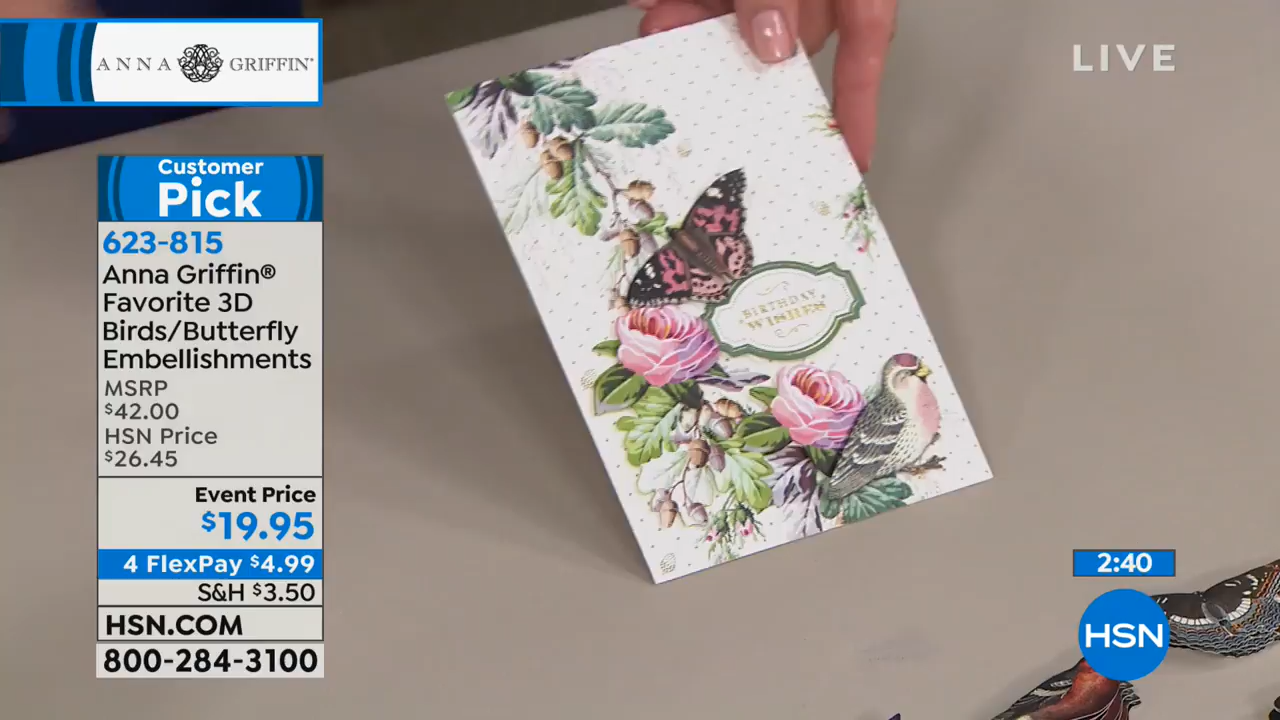 ANNA GRIFFIN®
LIVE
Customer
Pick
623-815
Anna Griffin®
Favorite 3D
Birds/Butterfly
Embellishments
MSRP
$42.00
HSN Price
$26.45
Event Price
$19.95
4 FlexPay $4.99
S&H $3.50
HSN.COM
800-284-3100
BIRTHDAY
WISHES
2:40
HSN